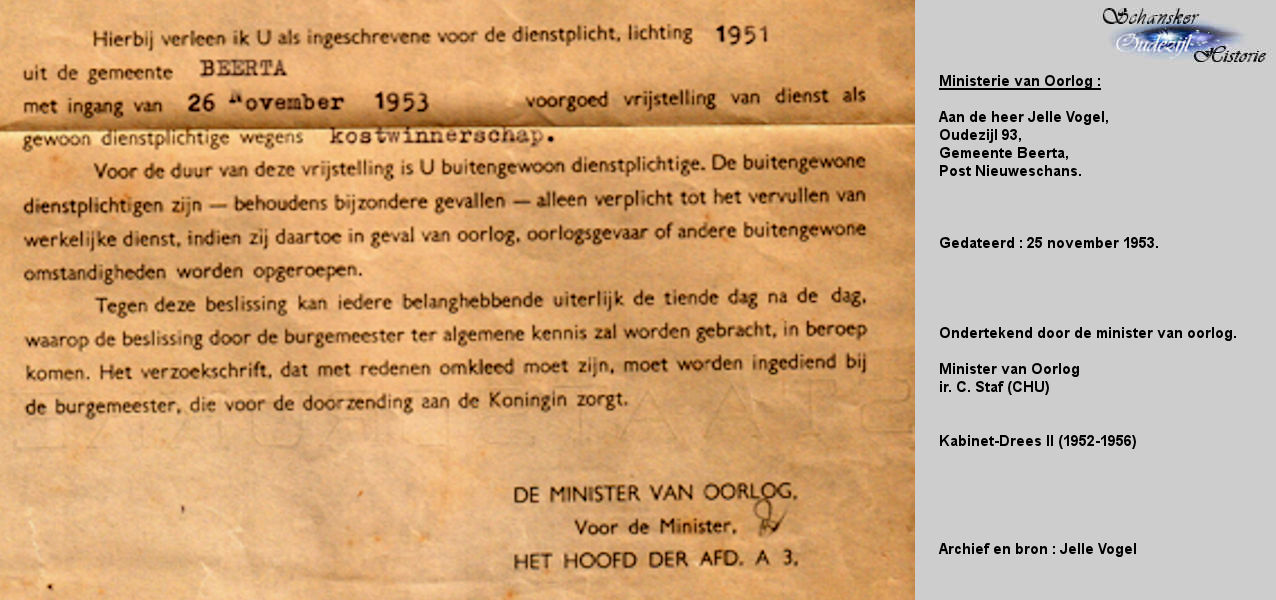 Hierbij verleen ik U als ingeschrevene voor de dienstplicht, lichting 1951
uit de gemeente BEERTA
met ingang van 26 November 1953 voorgoed vrijstelling van dienst als
gewoon dienstplichtige wegens kostwinnerschap.
Voor de duur van deze vrijstelling is U buitengewoon dienstplichtige. De buitengewone
dienstplichtigen zijn — behoudens bijzondere gevallen — alleen verplicht tot het vervullen van
werkelijke dienst, indien zij daartoe in geval van oorlog, oorlogsgevaar of andere buitengewone
omstandigheden worden opgeroepen.
Tegen deze beslissing kan iedere belanghebbende uiterlijk de tiende dag na de dag,
waarop de beslissing door de burgemeester ter algemene kennis zal worden gebracht, in beroep
komen. Het verzoekschrift, dat met redenen omkleed moet zijn, moet worden ingediend bij
de burgemeester, die voor de doorzending aan de Koningin zorgt.
DE MINISTER VAN OORLOG,
Voor de Minister,
HET HOOFD DER AFD. A 3,
Schansker
Oudezijl
Historie
Ministerie van Oorlog :
Aan de heer Jelle Vogel,
Oudezijl 93,
Gemeente Beerta,
Post Nieuweschans.
Gedateerd : 25 november 1953.
Ondertekend door de minister van oorlog.
Minister van Oorlog
ir. C. Staf (CHU)
Kabinet-Drees II (1952-1956)
Archief en bron : Jelle Vogel